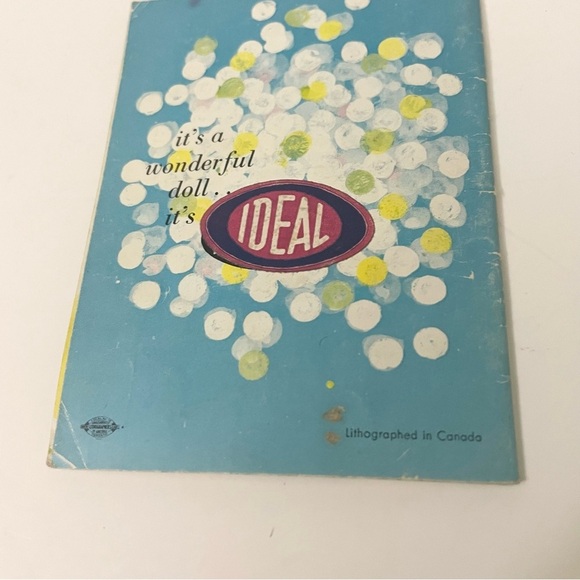 it's a
wonderful
doll . .
it's
IDEAL
Lithographed in Canada